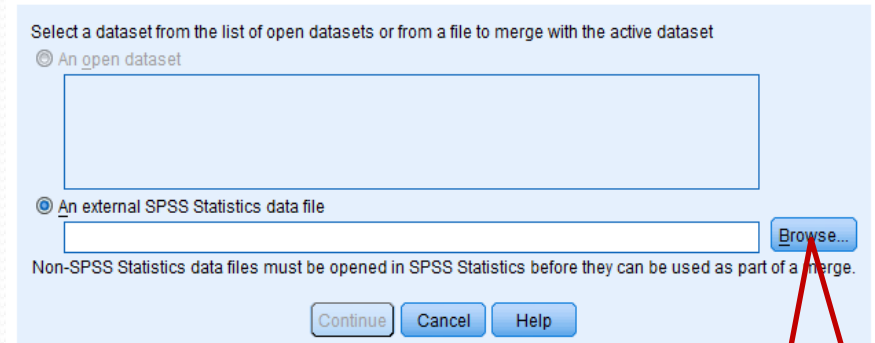 Select a dataset from the list of open datasets or from a file to merge with the active dataset
An open dataset
An external SPSS Statistics data file
Browse...
Non-SPSS Statistics data files must be opened in SPSS Statistics before they can be used as part of a merge.
Continue Cancel Help